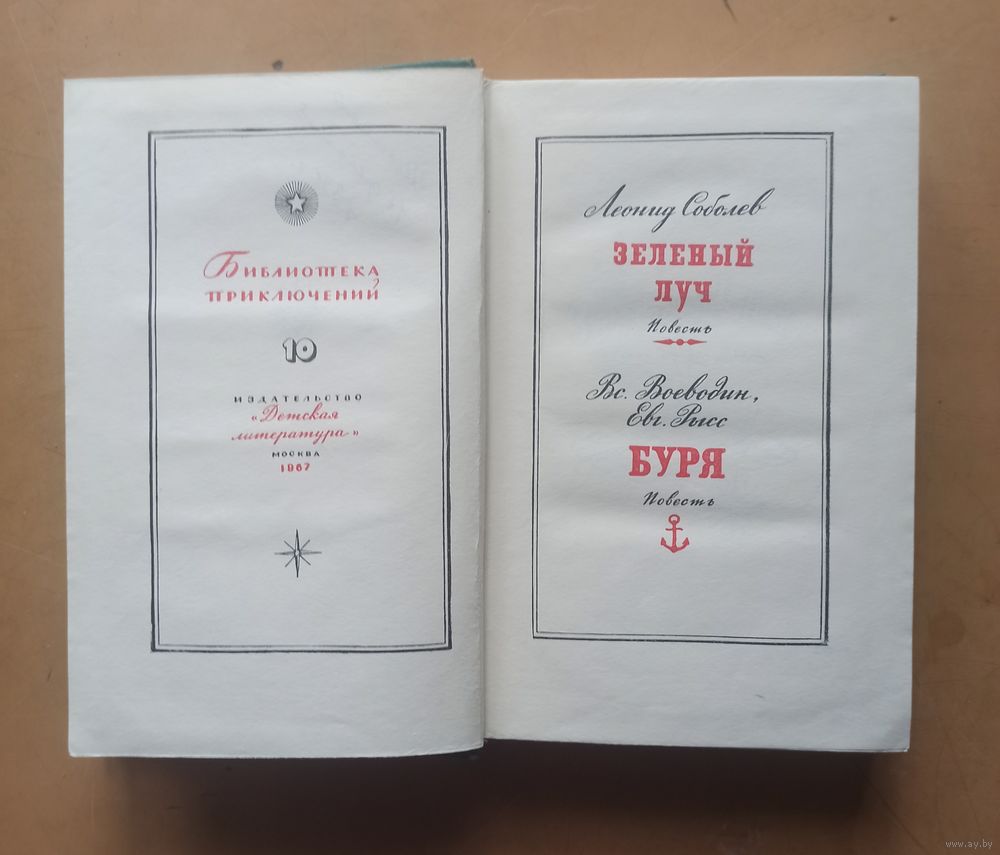 Библиотека
приключений
10
ИЗДАТЕЛЬСТВО
«Детская
литература»
МОСКВА
1967
Леонид Соболев
ЗЕЛЕНЫЙ
ЛУЧ
Повесть
Вс. Воеводин,
Евг. Рысс
БУРЯ
Повесть
www.ay.by